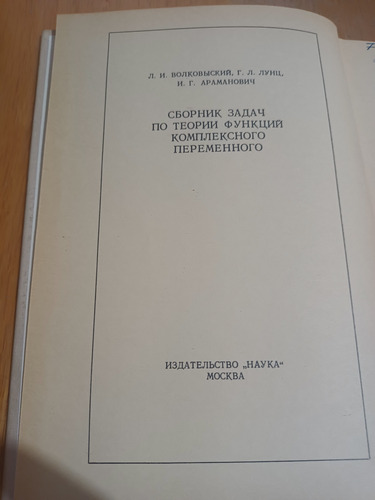 Л. И. ВОЛКОВЫСКИЙ, Г. Л. ЛУНЦ,
И. Г. АРАМАНОВИЧ
СБОРНИК ЗАДАЧ
ПО ТЕОРИИ ФУНКЦИЙ
КОМПЛЕКСНОГО
ПЕРЕМЕННОГО
ИЗДАТЕЛЬСТВО „НАУКА“
МОСКВА